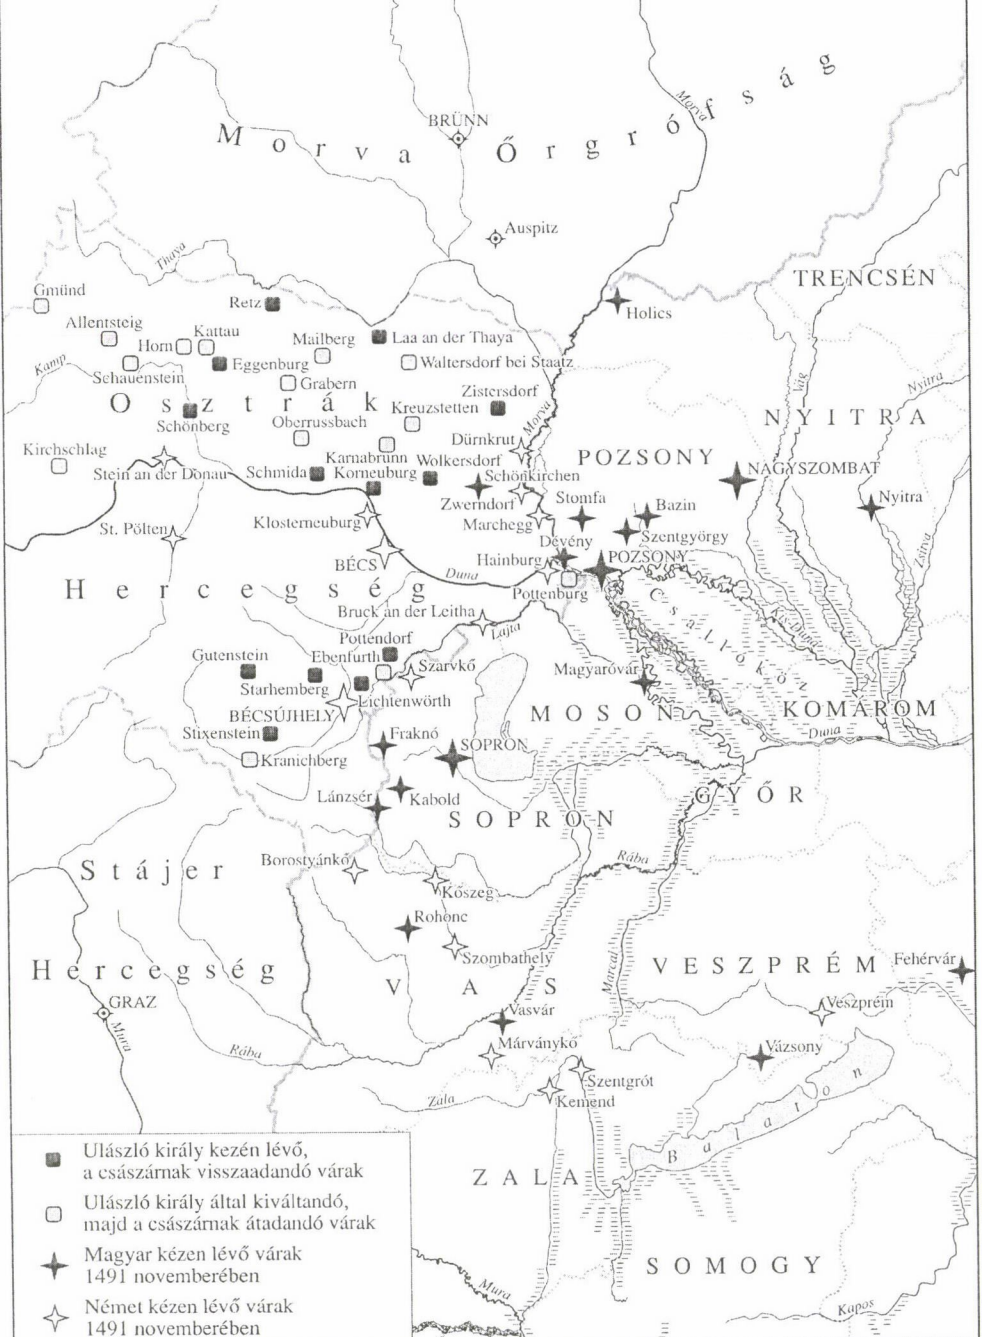 Morva Őrgrófság
Morva
BRÜNN
Auspitz
Thaya
TRENCSÉN
Gmünd
Retz
Holics
Allentsteig
Kattau
Mailberg
Laa an der Thaya
Horn
Waltersdorf bei Staatz
Kamp
Schauenstein
Eggenburg
Grabern
Zistersdorf
Vág
Nyitra
Osztrák
Kreuzstetten
Morva
NYITRA
Schönberg
Oberrussbach
Dürnkrut
Kirchschlag
Karnabrunn
Wolkersdorf
POZSONY
NAGYSZOMBAT
Stein an der Donau
Schmida
Korneuburg
Schönkirchen
Zwerndorf
Stomfa
Bazin
Nyitra
St. Pölten
Klosterneuburg
Marchegg
Szentgyörgy
Dévény
Zsitva
BÉCS
Hainburg
POZSONY
Duna
Hercegség
Pottenburg
Csallóköz
Kis-Duna
Bruck an der Leitha
Lajta
Pottendorf
Gutenstein
Ebenfurth
Szarvkő
Magyaróvár
Starhemberg
Lichtenwörth
BÉCSÚJHELY
MOSON
KOMÁROM
Stixenstein
Fraknó
SOPRON
Duna
Kranichberg
Lánzsér
Kabold
GYŐR
SOPRON
Stájer
Borostyánkő
Rába
Kőszeg
Rohonc
Szombathely
Hercegség
VESZPRÉM
Fehérvár
VAS
Marcal
GRAZ
Vasvár
Veszprém
Mura
Rába
Márványkő
Vázsony
Szentgrót
Zala
Kemend
Balaton
ZALA
SOMOGY
Mura
Kapos
Ulászló király kezén lévő,
a császárnak visszaadandó várak
Ulászló király által kiváltandó,
majd a császárnak átadandó várak
Magyar kézen lévő várak
1491 novemberében
Német kézen lévő várak
1491 novemberében